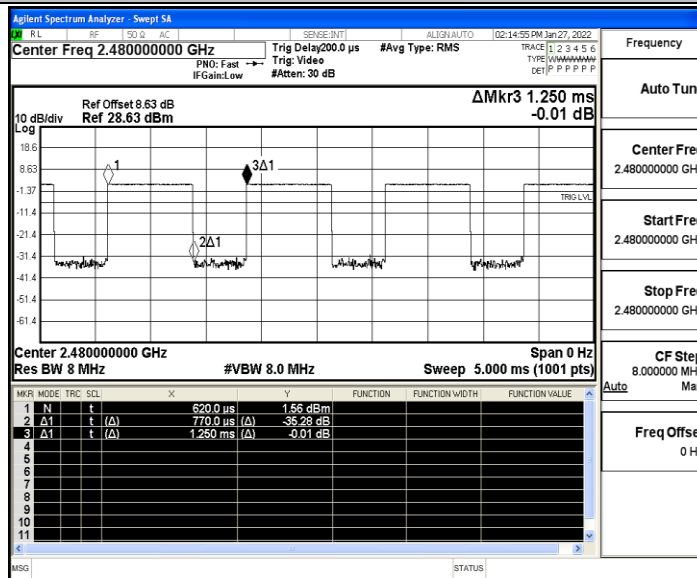 Agilent Spectrum Analyzer - Swept SA
RL RF 50 Ω AC SENSE:INT ALIGN AUTO 02:14:55 PM Jan 27, 2022
Center Freq 2.480000000 GHz Trig Delay200.0 µs #Avg Type: RMS TRACE 1 2 3 4 5 6
PNO: Fast Trig: Video TYPE WWWWWW
IFGain:Low #Atten: 30 dB DET P P P P P P
ΔMkr3 1.250 ms
Ref Offset 8.63 dB
10 dB/div Ref 28.63 dBm -0.01 dB
Log
18.6
8.63
-1.37
-11.4
-21.4
-31.4
-41.4
-51.4
-61.4
1
3Δ1
TRIG LVL
2Δ1
Center 2.480000000 GHz Span 0 Hz
Res BW 8 MHz #VBW 8.0 MHz Sweep 5.000 ms (1001 pts)
MKR MODE TRC SCL X Y FUNCTION FUNCTION WIDTH FUNCTION VALUE
1 N t 620.0 µs 1.56 dBm
2 Δ1 t (Δ) 770.0 µs (Δ) -35.28 dB
3 Δ1 t (Δ) 1.250 ms (Δ) -0.01 dB
4
5
6
7
8
9
10
11
MSG STATUS
Frequency
Auto Tun
Center Fre
2.480000000 GH
Start Fre
2.480000000 GH
Stop Fre
2.480000000 GH
CF Step
8.000000 MH
Auto Ma
Freq Offse
0 H